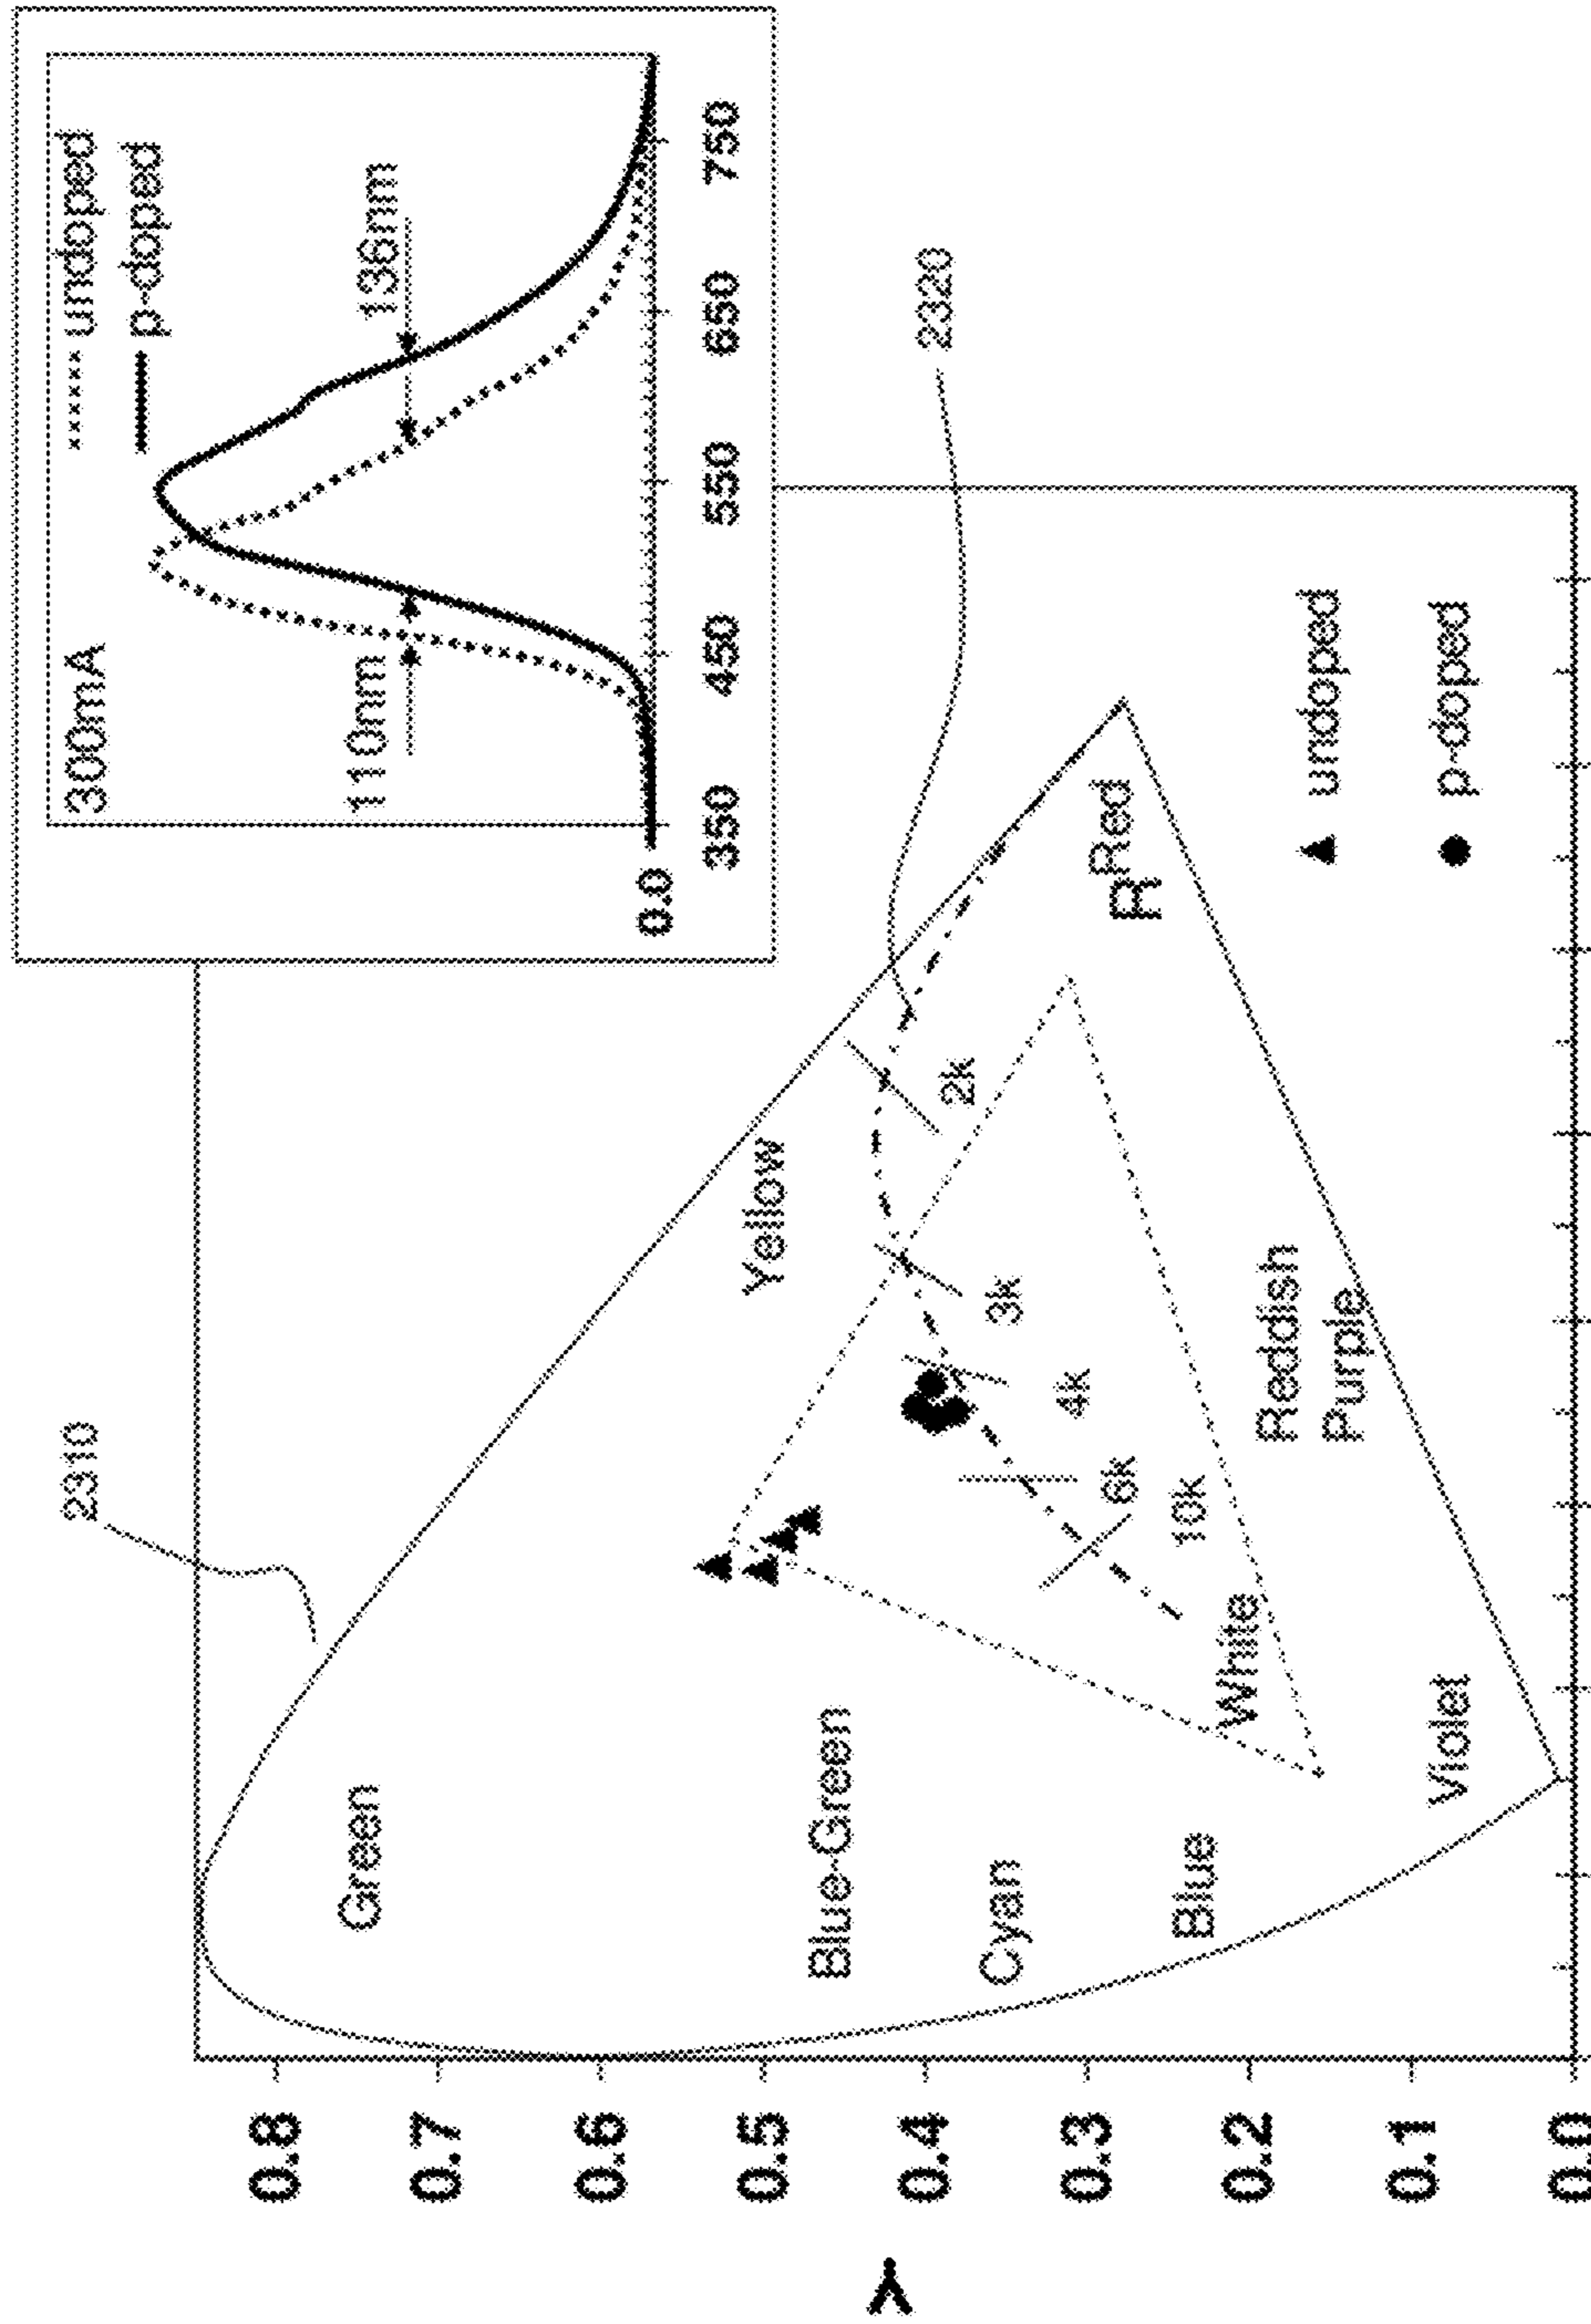 2310
300mA
undoped
p-doped
110nm
136nm
0.0
350
450
550
650
750
2320
Y
0.8
0.7
0.6
0.5
0.4
0.3
0.2
0.1
0.0
Green
Yellow
Blue-Green
Cyan
Blue
White
Violet
2k
3k
4k
6k
10k
Red
R
Reddish
Purple
undoped
p-doped